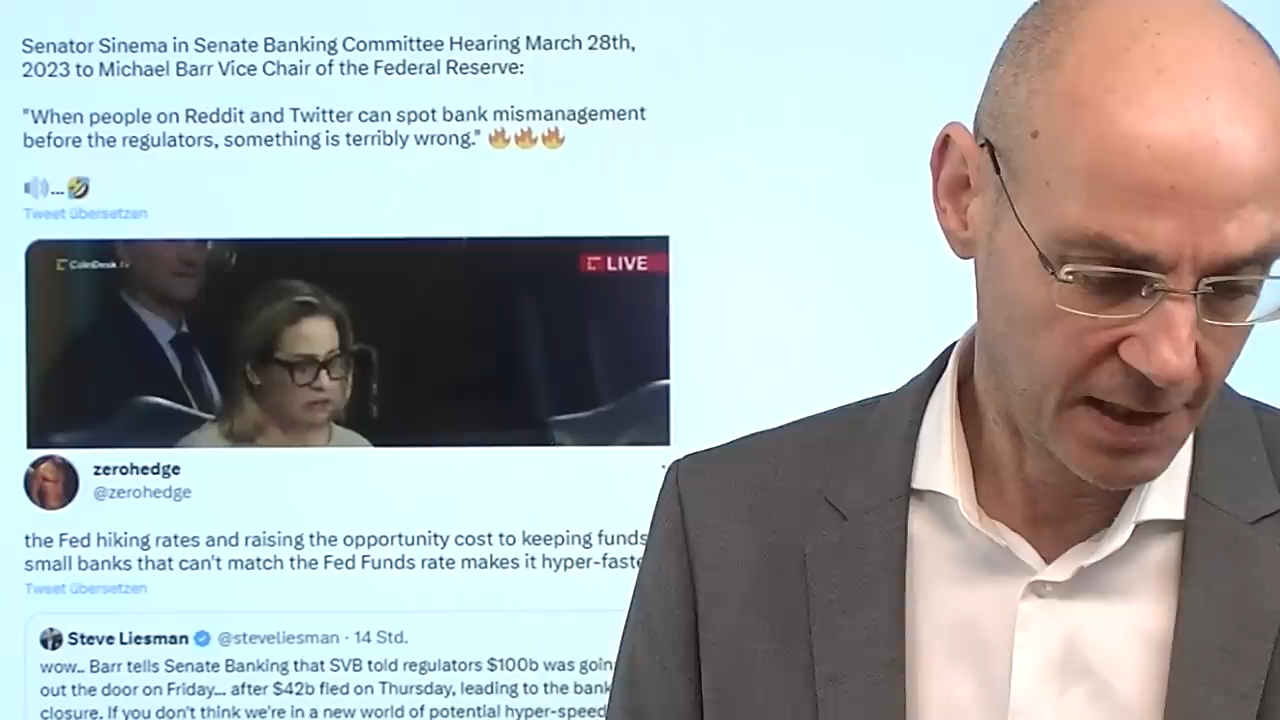 Senator Sinema in Senate Banking Committee Hearing March 28th,
2023 to Michael Barr Vice Chair of the Federal Reserve:
"When people on Reddit and Twitter can spot bank mismanagement
before the regulators, something is terribly wrong." 🔥🔥🔥
🔊...🤣
Tweet übersetzen
CoinDesk TV
LIVE
zerohedge
@zerohedge
the Fed hiking rates and raising the opportunity cost to keeping funds
small banks that can't match the Fed Funds rate makes it
Tweet übersetzen
Steve Liesman @steveliesman · 14 Std.
wow.. Barr tells Senate Banking that SVB told regulators $100b was
out the door on Friday... after $42b fled on Thursday, leading to the bank
closure. If you don't think we're in a new world of potential hyper-speed